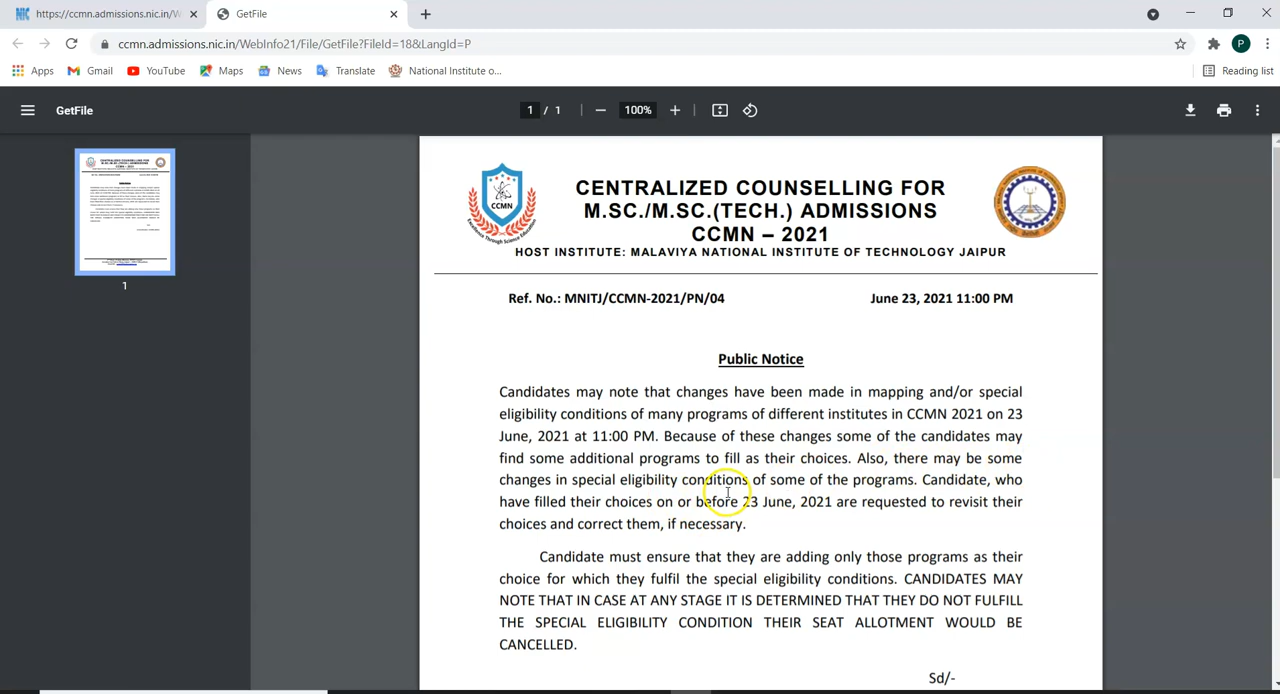 https://ccmn.admissions.nic.in/W
GetFile
ccmn.admissions.nic.in/WebInfo21/File/GetFile?FileId=18&LangId=P
P
Apps
Gmail
YouTube
Maps
News
Translate
National Institute o...
Reading list
GetFile
1 / 1
100%
CCMN
Excellence Through Science Education
CENTRALIZED COUNSELLING FOR
M.SC./M.SC.(TECH.) ADMISSIONS
CCMN – 2021
HOST INSTITUTE: MALAVIYA NATIONAL INSTITUTE OF TECHNOLOGY JAIPUR
Ref. No.: MNITJ/CCMN-2021/PN/04
June 23, 2021 11:00 PM
1
Public Notice
Candidates may note that changes have been made in mapping and/or special
eligibility conditions of many programs of different institutes in CCMN 2021 on 23
June, 2021 at 11:00 PM. Because of these changes some of the candidates may
find some additional programs to fill as their choices. Also, there may be some
changes in special eligibility conditions of some of the programs. Candidate, who
have filled their choices on or before 23 June, 2021 are requested to revisit their
choices and correct them, if necessary.
Candidate must ensure that they are adding only those programs as their
choice for which they fulfil the special eligibility conditions. CANDIDATES MAY
NOTE THAT IN CASE AT ANY STAGE IT IS DETERMINED THAT THEY DO NOT FULFILL
THE SPECIAL ELIGIBILITY CONDITION THEIR SEAT ALLOTMENT WOULD BE
CANCELLED.
Sd/-